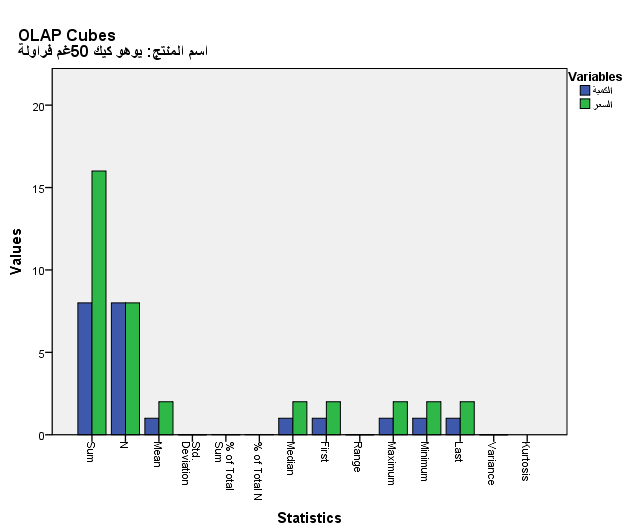 OLAP Cubes
اسم المنتج: يوهو كيك 50غم فراولة
Variables
الكمية
السعر
Values
20
15
10
5
0
Sum
N
Mean
Std.
Deviation
% of Total
Sum
% of Total N
Median
First
Range
Maximum
Minimum
Last
Variance
Kurtosis
Statistics